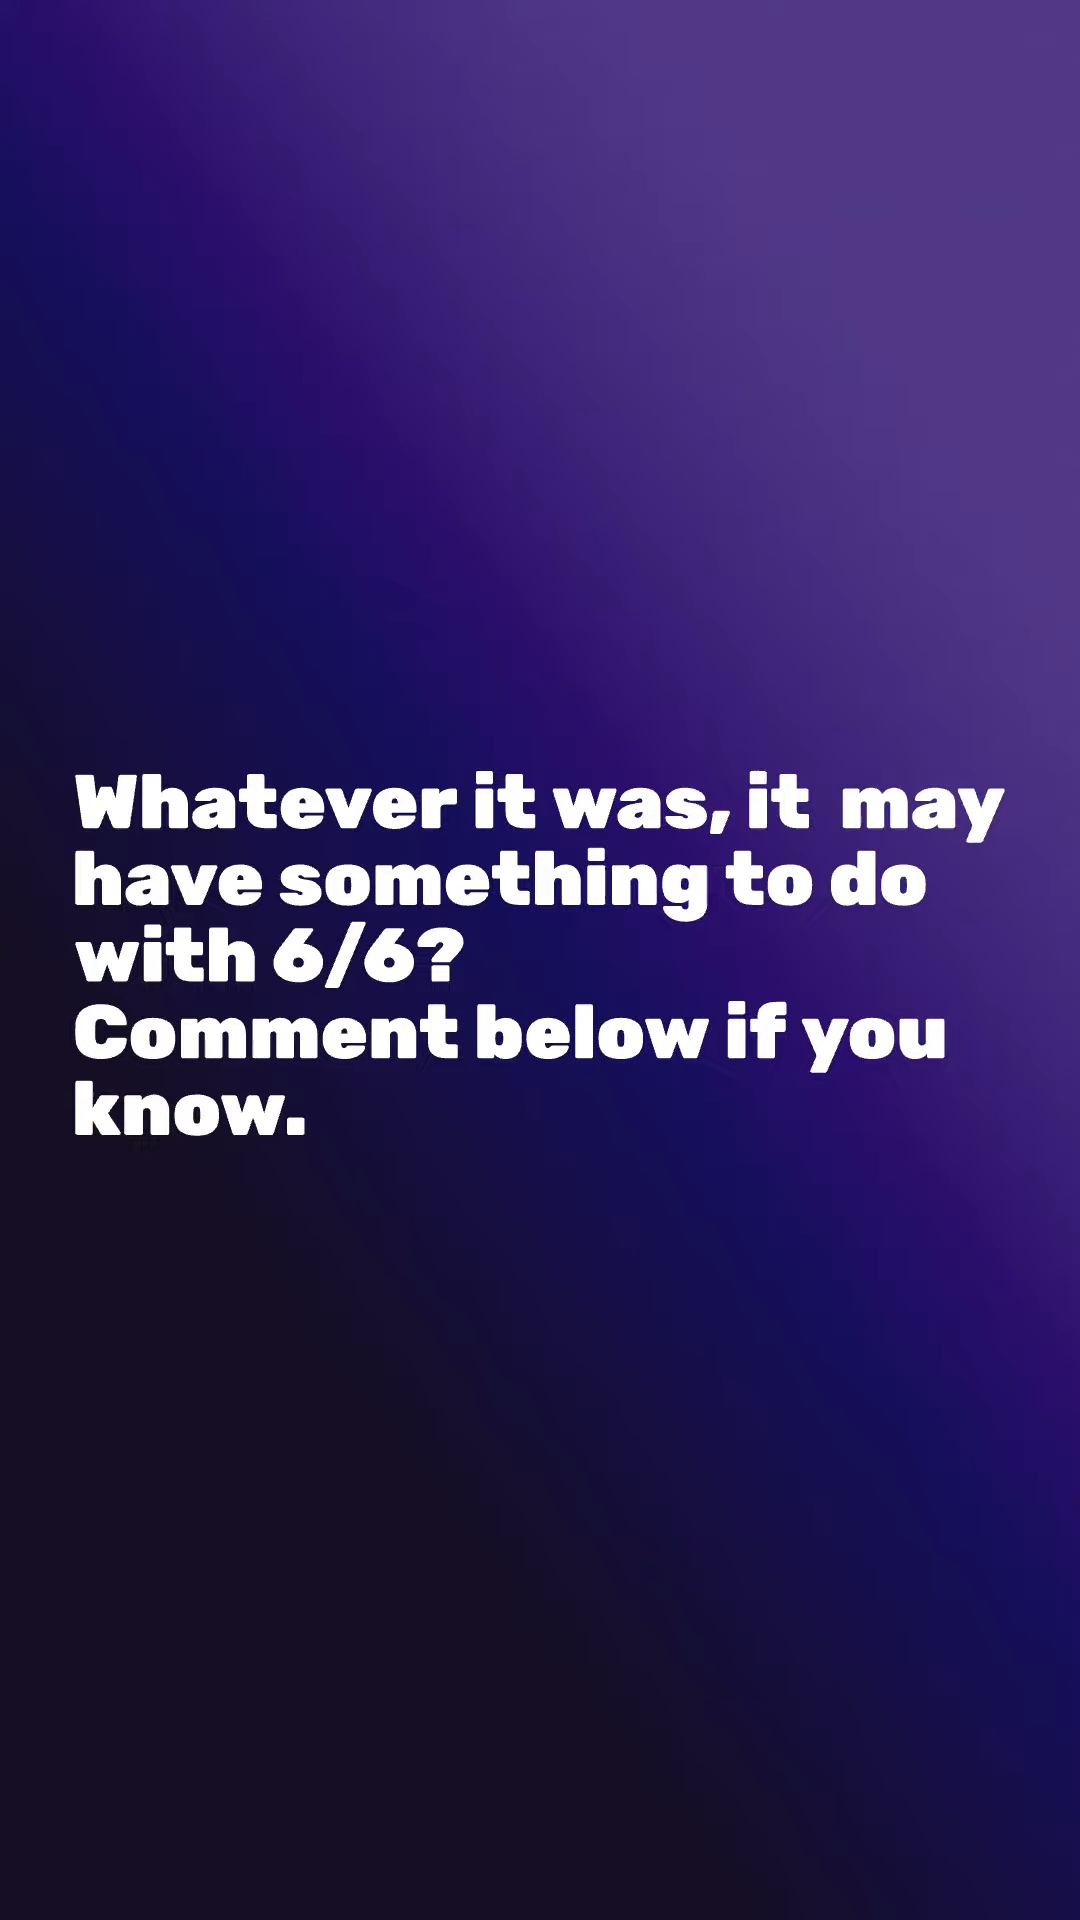 Whatever it was, it  may
have something to do
with 6/6?
Comment below if you
know.